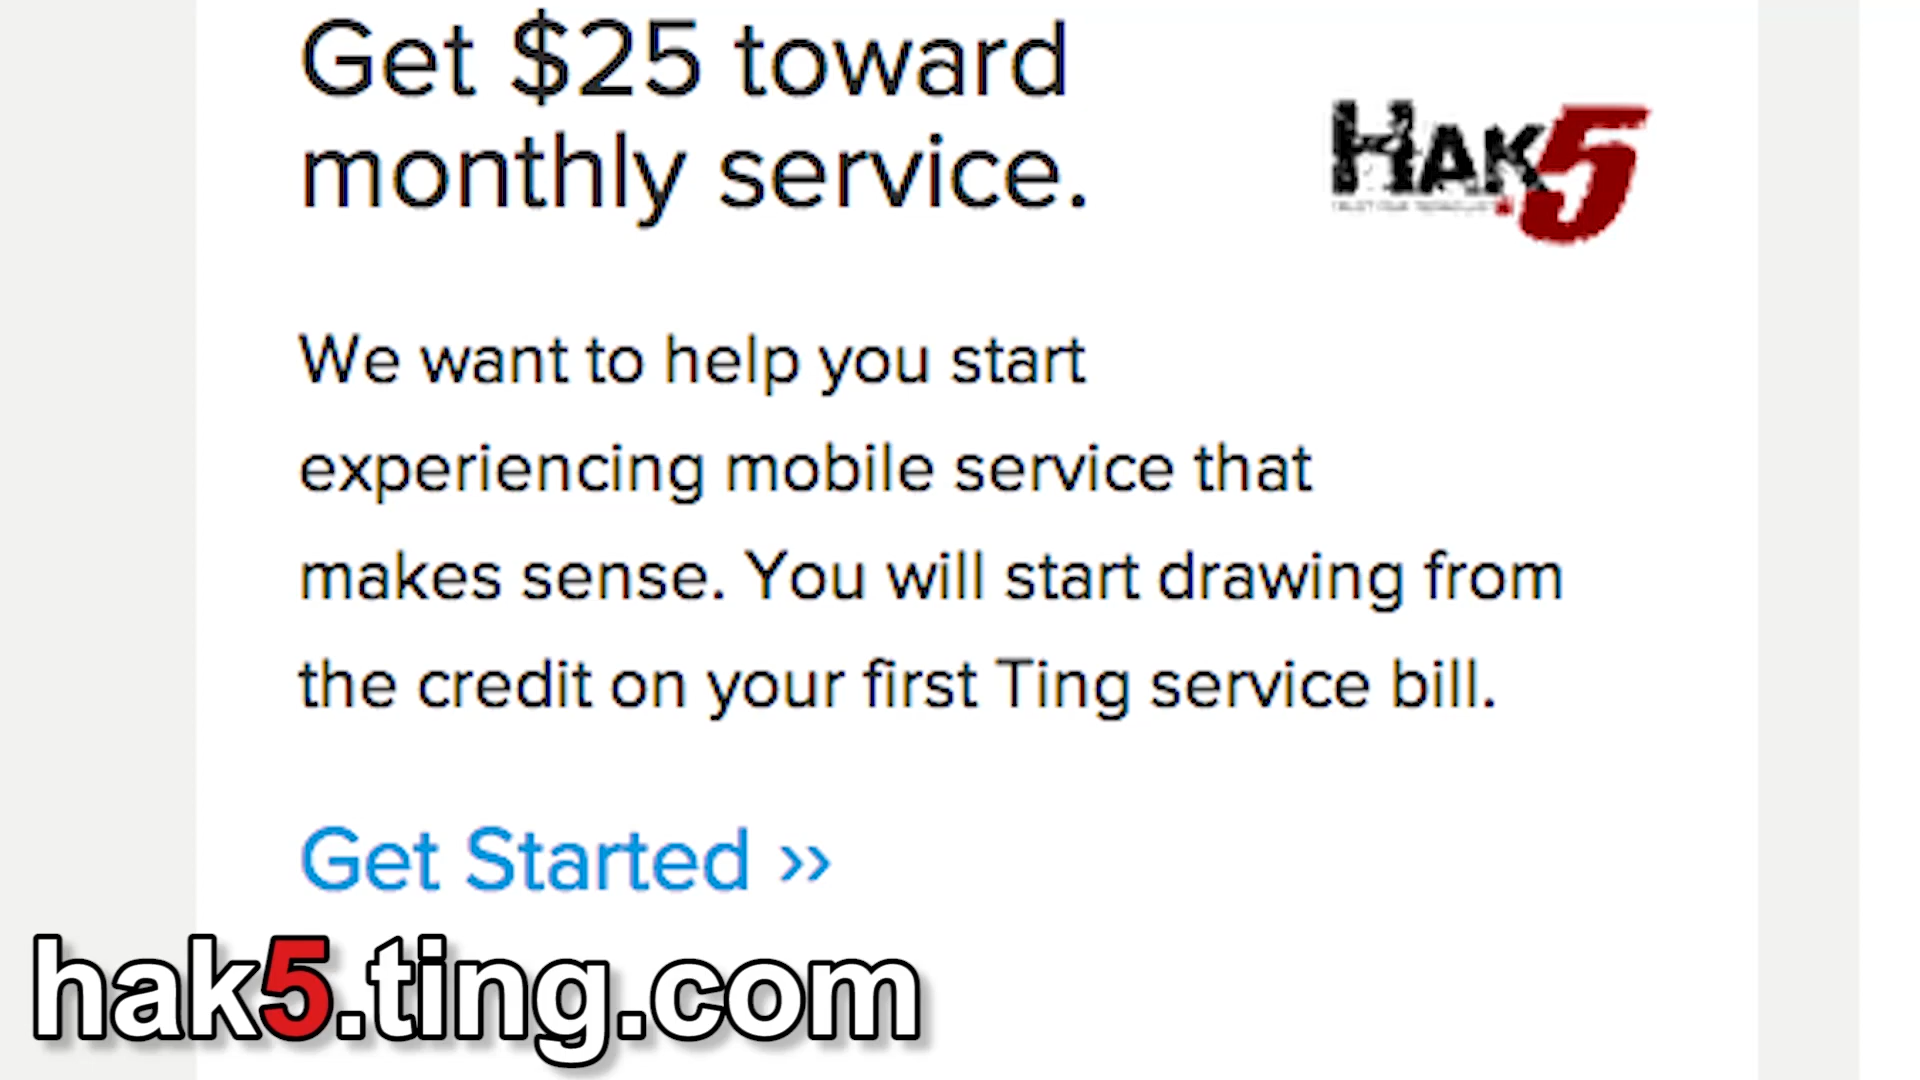 Get $25 toward
monthly service.
HAK5
We want to help you start
experiencing mobile service that
makes sense. You will start drawing from
the credit on your first Ting service bill.
Get Started >>
hak5.ting.com